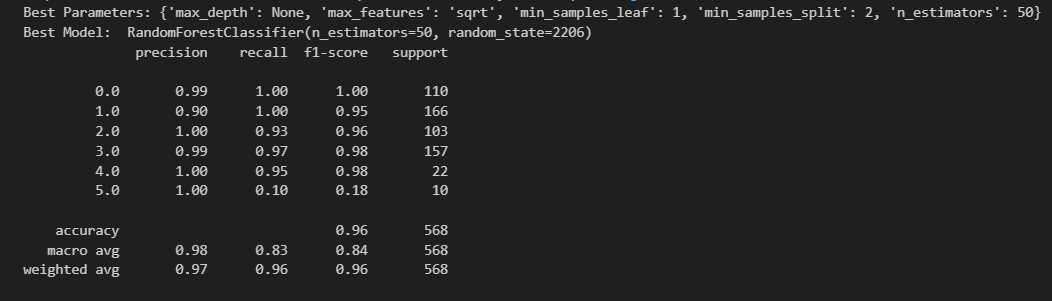 Best Parameters: {'max_depth': None, 'max_features': 'sqrt', 'min_samples_leaf': 1, 'min_samples_split': 2, 'n_estimators': 50}
Best Model:  RandomForestClassifier(n_estimators=50, random_state=2206)
precision    recall  f1-score   support
0.0       0.99      1.00      1.00       110
1.0       0.90      1.00      0.95       166
2.0       1.00      0.93      0.96       103
3.0       0.99      0.97      0.98       157
4.0       1.00      0.95      0.98        22
5.0       1.00      0.10      0.18        10
accuracy                           0.96       568
macro avg       0.98      0.83      0.84       568
weighted avg       0.97      0.96      0.96       568